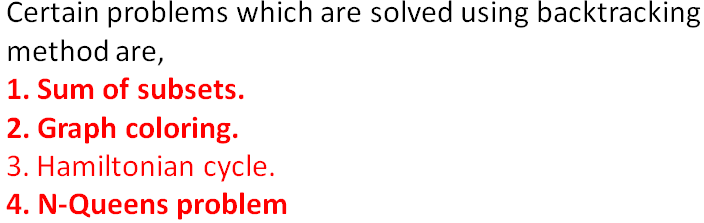 Certain problems which are solved using backtracking
method are,
1. Sum of subsets.
2. Graph coloring.
3. Hamiltonian cycle.
4. N-Queens problem